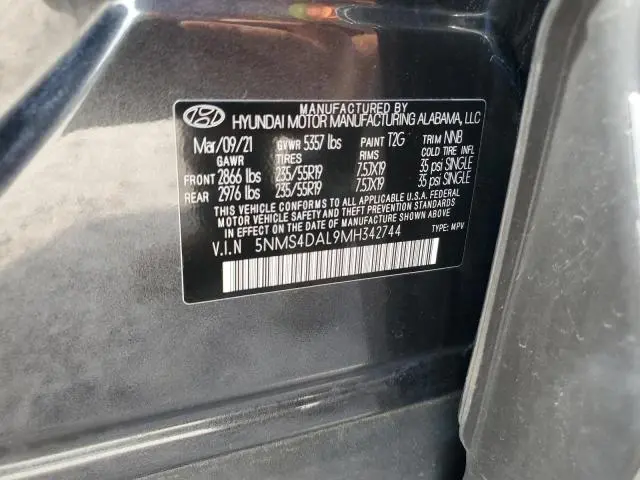 MANUFACTURED BY
HYUNDAI MOTOR MANUFACTURING ALABAMA, LLC
Mar/09/21 GVWR 5357 lbs PAINT T2G TRIM NNB
GAWR TIRES RIMS COLD TIRE INFL
FRONT 2866 lbs 235/55R19 7.5JX19 35 psi SINGLE
REAR 2976 lbs 235/55R19 7.5JX19 35 psi SINGLE
THIS VEHICLE CONFORMS TO ALL APPLICABLE U.S.A. FEDERAL
MOTOR VEHICLE SAFETY AND THEFT PREVENTION STANDARDS
IN EFFECT ON THE DATE OF MANUFACTURE SHOWN ABOVE.
V.I.N 5NMS4DAL9MH342744 TYPE: MPV